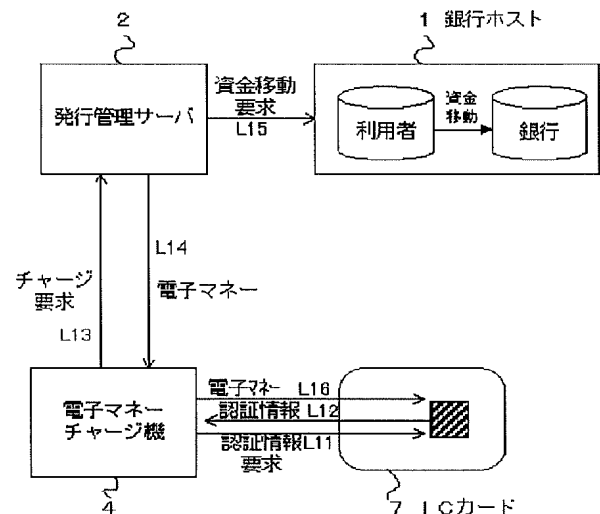 2
1 銀行ホスト
発行管理サーバ
資金移動
要求
L15
利用者
資金
移動
銀行
L14
電子マネー
チャージ
要求
L13
電子マネー
チャージ機
電子マネー L16
認証情報 L12
認証情報L11
要求
4
7 ICカード